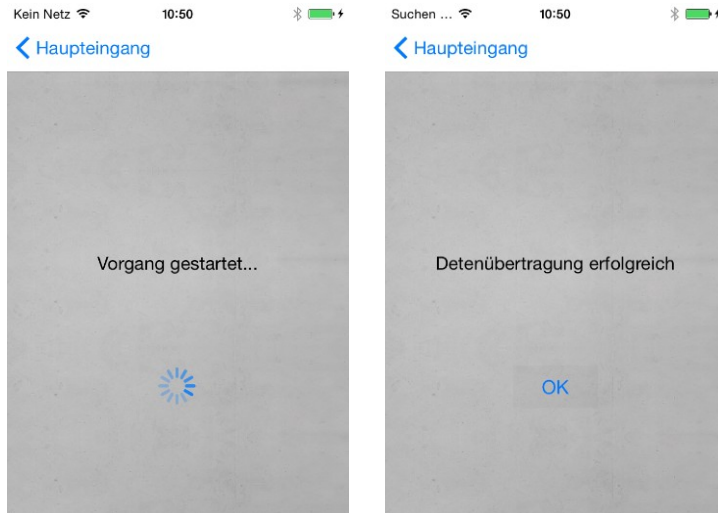 Kein Netz 10:50
Haupteingang
Vorgang gestartet...
Suchen ... 10:50
Haupteingang
Detenübertragung erfolgreich
OK